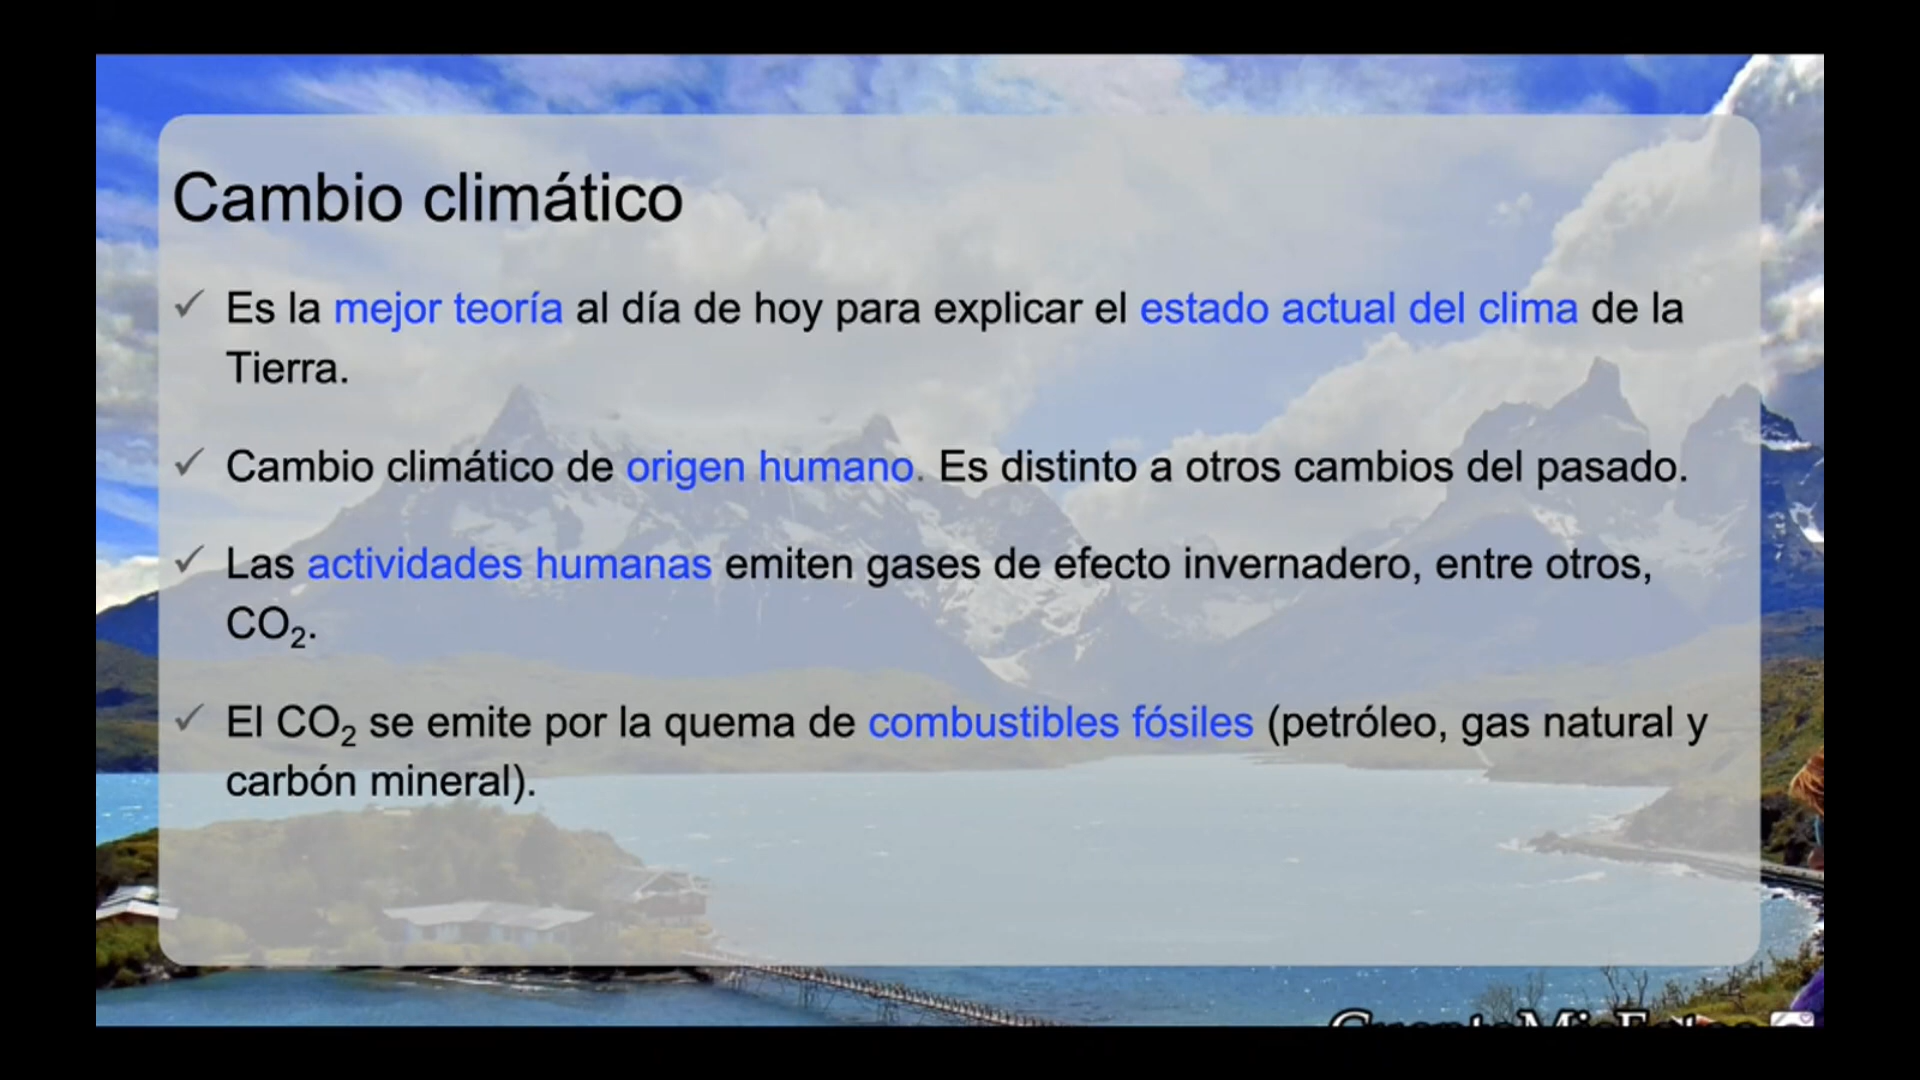 Cambio climático
✓ Es la mejor teoría al día de hoy para explicar el estado actual del clima de la
Tierra.
✓ Cambio climático de origen humano. Es distinto a otros cambios del pasado.
✓ Las actividades humanas emiten gases de efecto invernadero, entre otros,
CO₂.
✓ El CO₂ se emite por la quema de combustibles fósiles (petróleo, gas natural y
carbón mineral).